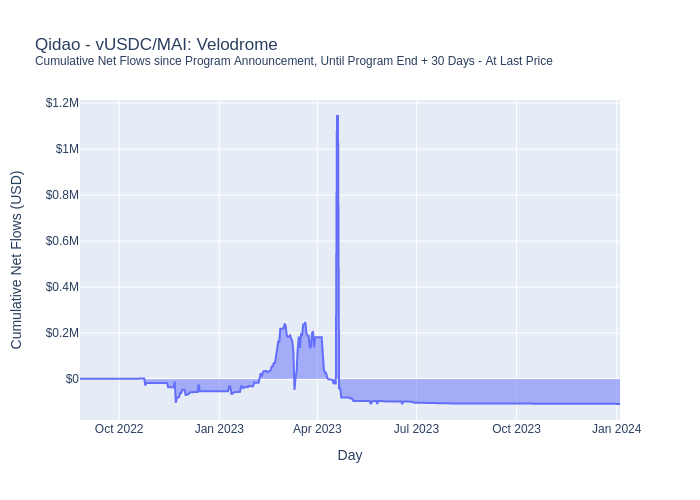 Qidao - vUSDC/MAI: Velodrome
Cumulative Net Flows since Program Announcement, Until Program End + 30 Days - At Last Price
$1.2M
$1M
$0.8M
$0.6M
$0.4M
$0.2M
$0
Cumulative Net Flows (USD)
Oct 2022
Jan 2023
Apr 2023
Jul 2023
Oct 2023
Jan 2024
Day